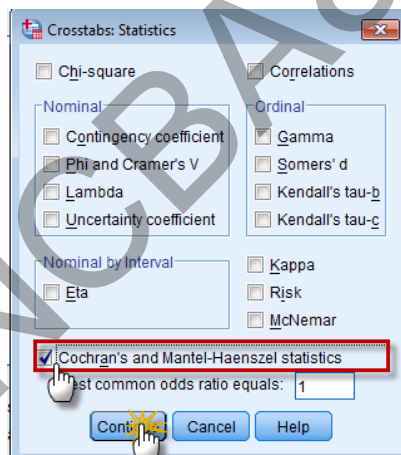 Crosstabs: Statistics
Chi-square
Correlations
Nominal
Contingency coefficient
Phi and Cramer's V
Lambda
Uncertainty coefficient
Ordinal
Gamma
Somers' d
Kendall's tau-b
Kendall's tau-c
Nominal by Interval
Eta
Kappa
Risk
McNemar
Cochran's and Mantel-Haenszel statistics
common odds ratio equals: 1
Cancel Help